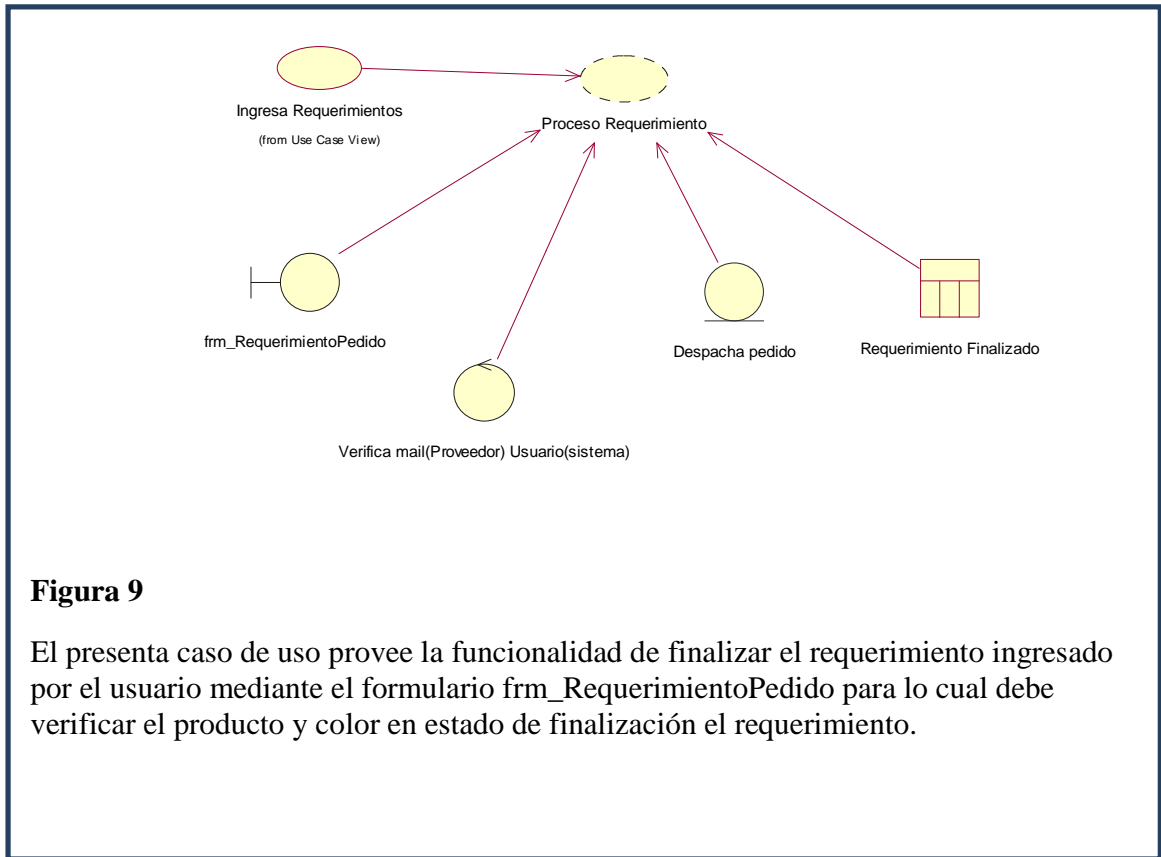 Ingresa Requerimientos
(from Use Case View)
Proceso Requerimiento
frm_RequerimientoPedido
Despacha pedido
Requerimiento Finalizado
Verifica mail(Proveedor) Usuario(sistema)
Figura 9
El presenta caso de uso provee la funcionalidad de finalizar el requerimiento ingresado
por el usuario mediante el formulario frm_RequerimientoPedido para lo cual debe
verificar el producto y color en estado de finalización el requerimiento.